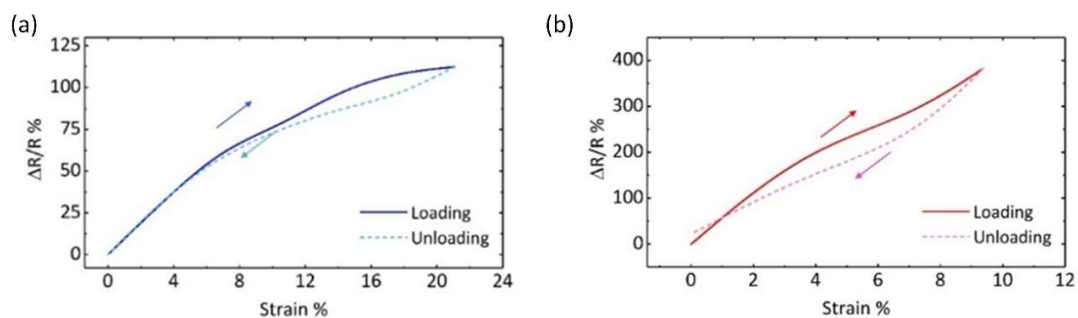 (a)
125
100
75
50
25
0
ΔR/R %
Loading
Unloading
0 4 8 12 16 20 24
Strain %
(b)
400
300
200
100
0
ΔR/R %
Loading
Unloading
0 2 4 6 8 10 12
Strain %